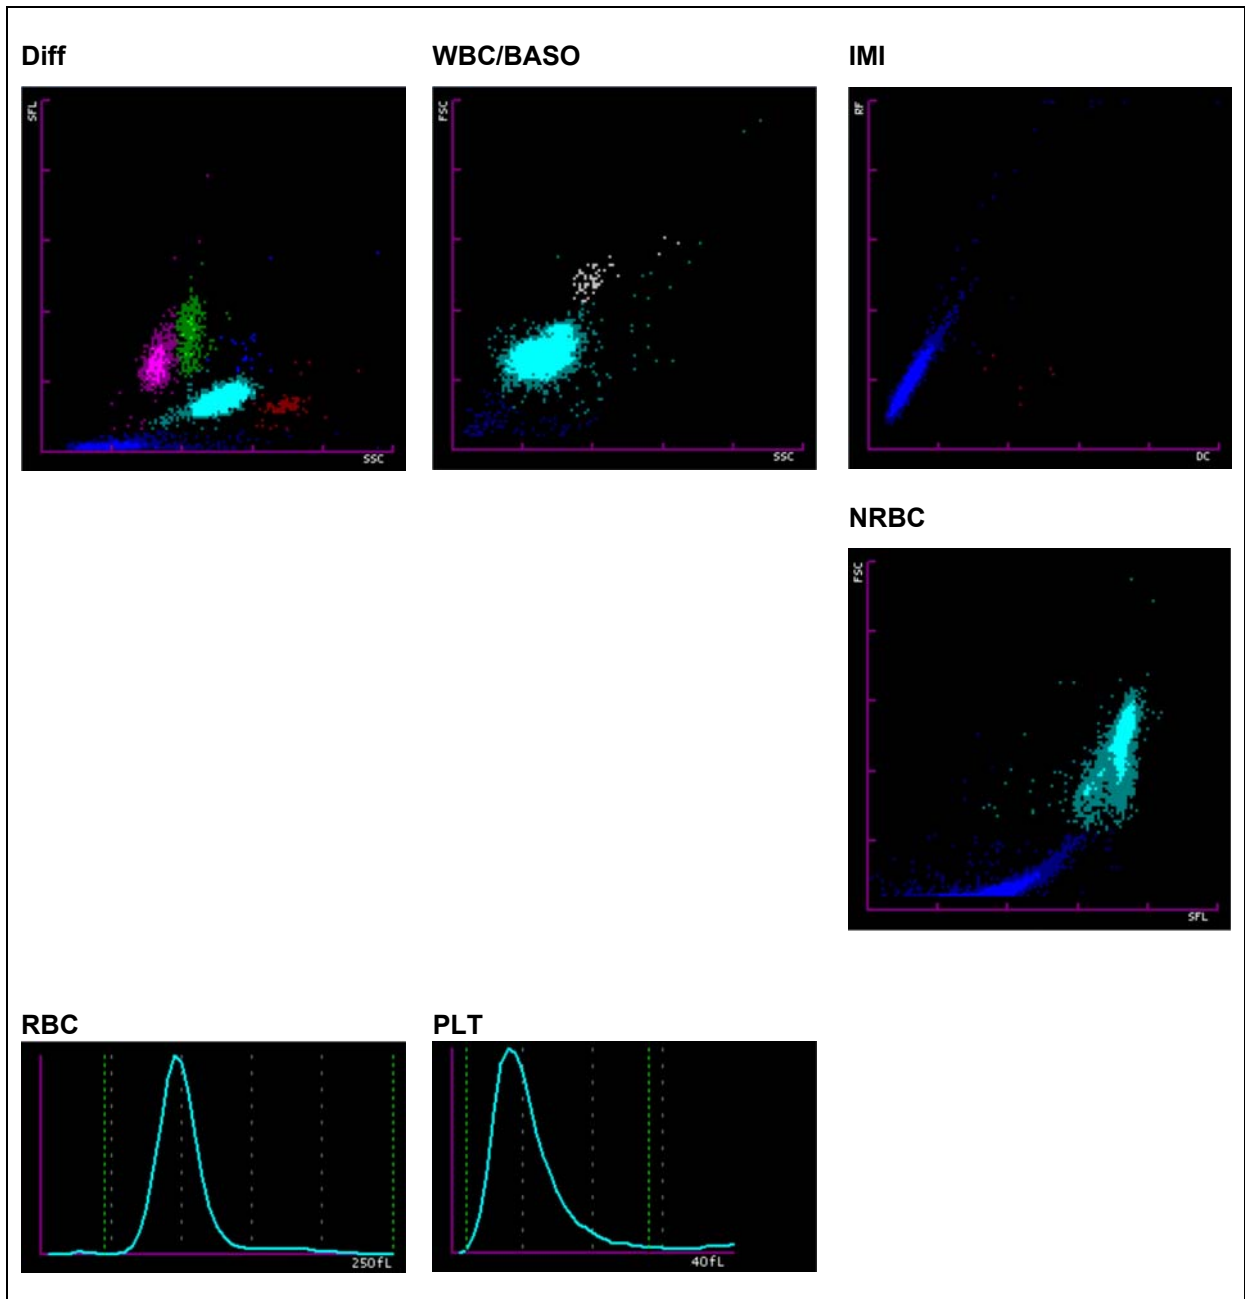 Diff
WBC/BASO
IMI
SFL
SSC
FSC
SSC
RF
DC
NRBC
FSC
SFL
RBC
PLT
250fL
40fL